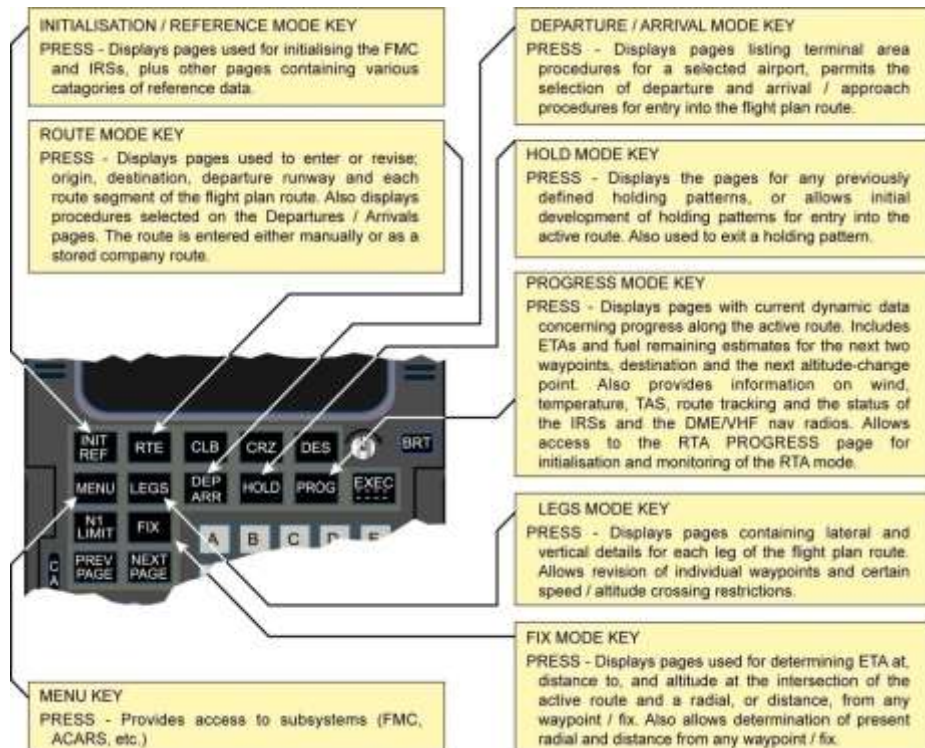 INITIALISATION / REFERENCE MODE KEY
PRESS - Displays pages used for initialising the FMC
and IRSs, plus other pages containing various
catagories of reference data.
ROUTE MODE KEY
PRESS - Displays pages used to enter or revise;
origin, destination, departure runway and each
route segment of the flight plan route. Also displays
procedures selected on the Departures / Arrivals
pages. The route is entered either manually or as a
stored company route.
DEPARTURE / ARRIVAL MODE KEY
PRESS - Displays pages listing terminal area
procedures for a selected airport, permits the
selection of departure and arrival / approach
procedures for entry into the flight plan route.
HOLD MODE KEY
PRESS - Displays the pages for any previously
defined holding patterns, or allows initial
development of holding patterns for entry into the
active route. Also used to exit a holding pattern.
PROGRESS MODE KEY
PRESS - Displays pages with current dynamic data
concerning progress along the active route. Includes
ETAs and fuel remaining estimates for the next two
waypoints, destination and the next altitude-change
point. Also provides information on wind,
temperature, TAS, route tracking and the status of
the IRSs and the DME/VHF nav radios. Allows
access to the RTA PROGRESS page for
initialisation and monitoring of the RTA mode.
INIT REF
RTE
CLB
CRZ
DES
BRT
MENU
LEGS
DEP ARR
HOLD
PROG
EXEC
N1 LIMIT
FIX
A B C D E
PREV PAGE
NEXT PAGE
C
A
LEGS MODE KEY
PRESS - Displays pages containing lateral and
vertical details for each leg of the flight plan route.
Allows revision of individual waypoints and certain
speed / altitude crossing restrictions.
FIX MODE KEY
PRESS - Displays pages used for determining ETA at,
distance to, and altitude at the intersection of the
active route and a radial, or distance, from any
waypoint / fix. Also allows determination of present
radial and distance from any waypoint / fix.
MENU KEY
PRESS - Provides access to subsystems (FMC,
ACARS, etc.)